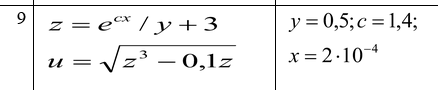 9 z = e^{cx} / y + 3 y = 0,5; c = 1,4;
u = √(z³ − 0,1z) x = 2·10⁻⁴